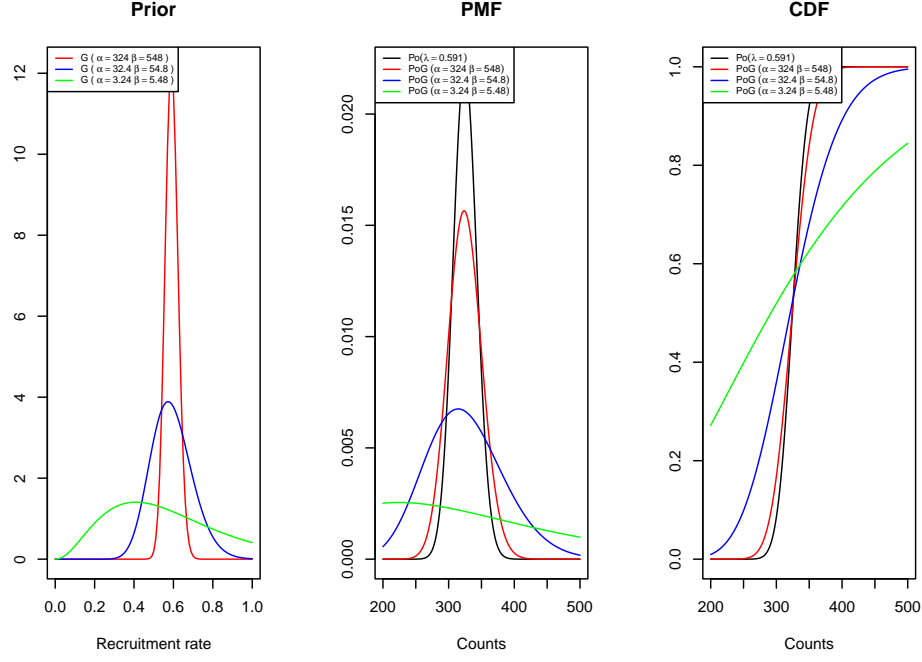 Prior
G ( α = 324 β = 548 )
G ( α = 32.4 β = 54.8 )
G ( α = 3.24 β = 5.48 )
12
10
8
6
4
2
0
0.0 0.2 0.4 0.6 0.8 1.0
Recruitment rate
PMF
Po(λ = 0.591)
PoG ( α = 324 β = 548)
PoG ( α = 32.4 β = 54.8)
PoG ( α = 3.24 β = 5.48)
0.020
0.015
0.010
0.005
0.000
200 300 400 500
Counts
CDF
Po(λ = 0.591)
PoG ( α = 324 β = 548)
PoG ( α = 32.4 β = 54.8)
PoG ( α = 3.24 β = 5.48)
1.0
0.8
0.6
0.4
0.2
0.0
200 300 400 500
Counts